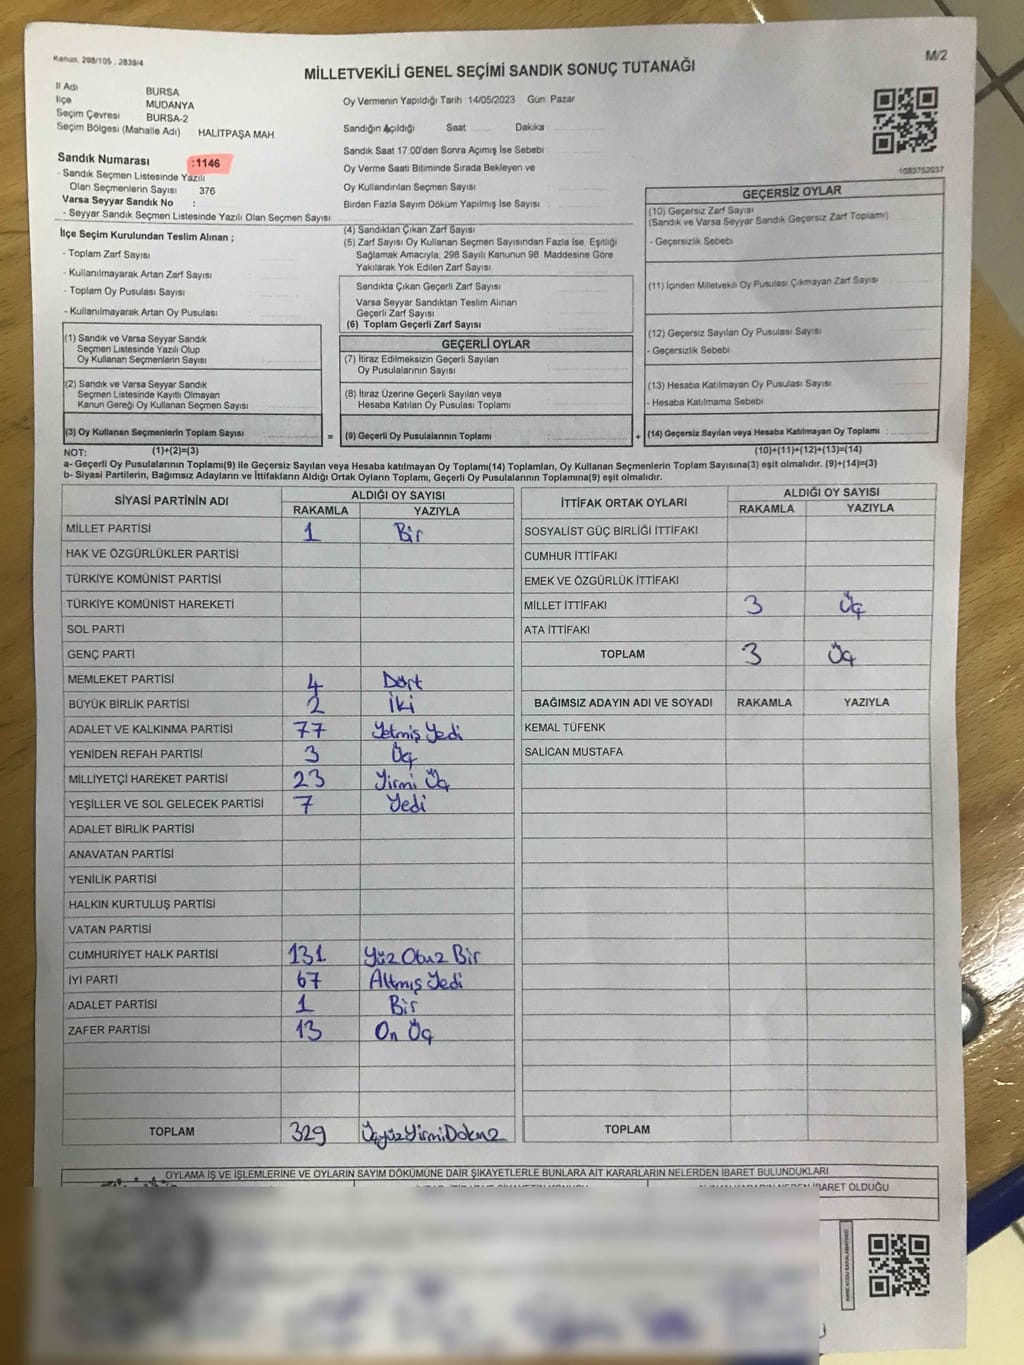 Kanun, 298/105 , 2839/4
M/2
MİLLETVEKİLİ GENEL SEÇİMİ SANDIK SONUÇ TUTANAĞI
İl Adı BURSA
İlçe MUDANYA
Seçim Çevresi BURSA-2
Seçim Bölgesi (Mahalle Adı) : HALİTPAŞA MAH
Sandık Numarası :1146
- Sandık Seçmen Listesinde Yazılı
Olan Seçmenlerin Sayısı : 376
Varsa Seyyar Sandık No :
- Seyyar Sandık Seçmen Listesinde Yazılı Olan Seçmen Sayısı:
Oy Vermenin Yapıldığı Tarih :14/05/2023 Gün: Pazar
Sandığın Açıldığı Saat Dakika
Sandık Saat 17:00'den Sonra Açımış İse Sebebi
Oy Verme Saati Bitiminde Sırada Bekleyen ve
Oy Kullandırılan Seçmen Sayısı
Birden Fazla Sayım Döküm Yapılmış İse Sayısı
1083752037
İlçe Seçim Kurulundan Teslim Alınan ;
- Toplam Zarf Sayısı
- Kullanılmayarak Artan Zarf Sayısı
- Toplam Oy Pusulası Sayısı
- Kullanılmayarak Artan Oy Pusulası
(1) Sandık ve Varsa Seyyar Sandık
Seçmen Listesinde Yazılı Olup
Oy Kullanan Seçmenlerin Sayısı
(2) Sandık ve Varsa Seyyar Sandık
Seçmen Listesinde Kayıtlı Olmayan
Kanun Gereği Oy Kullanan Seçmen Sayısı
(3) Oy Kullanan Seçmenlerin Toplam Sayısı
(4) Sandıktan Çıkan Zarf Sayısı
(5) Zarf Sayısı Oy Kullanan Seçmen Sayısından Fazla İse, Eşitliği
Sağlamak Amacıyla; 298 Sayılı Kanunun 98. Maddesine Göre
Yakılarak Yok Edilen Zarf Sayısı
Sandıkta Çıkan Geçerli Zarf Sayısı
Varsa Seyyar Sandıktan Teslim Alınan
Geçerli Zarf Sayısı
(6) Toplam Geçerli Zarf Sayısı
GEÇERLİ OYLAR
(7) İtiraz Edilmeksizin Geçerli Sayılan
Oy Pusulalarının Sayısı
(8) İtiraz Üzerine Geçerli Sayılan veya
Hesaba Katılan Oy Pusulası Toplamı
= (9) Geçerli Oy Pusulalarının Toplamı
GEÇERSİZ OYLAR
(10) Geçersiz Zarf Sayısı
(Sandık ve Varsa Seyyar Sandık Geçersiz Zarf Toplamı)
- Geçersizlik Sebebi
(11) İçinden Milletvekili Oy Pusulası Çıkmayan Zarf Sayısı
(12) Geçersiz Sayılan Oy Pusulası Sayısı
- Geçersizlik Sebebi
(13) Hesaba Katılmayan Oy Pusulası Sayısı
- Hesaba Katılmama Sebebi
+ (14) Geçersiz Sayılan veya Hesaba Katılmayan Oy Toplamı
NOT: (1)+(2)=(3) (10)+(11)+(12)+(13)=(14)
a- Geçerli Oy Pusulalarının Toplamı(9) ile Geçersiz Sayılan veya Hesaba katılmayan Oy Toplamı(14) Toplamları, Oy Kullanan Seçmenlerin Toplam Sayısına(3) eşit olmalıdır. (9)+(14)=(3)
b- Siyasi Partilerin, Bağımsız Adayların ve İttifakların Aldığı Ortak Oyların Toplamı, Geçerli Oy Pusulalarının Toplamına(9) eşit olmalıdır.
SİYASİ PARTİNİN ADI ALDIĞI OY SAYISI
RAKAMLA YAZIYLA
MİLLET PARTİSİ 1 Bir
HAK VE ÖZGÜRLÜKLER PARTİSİ
TÜRKİYE KOMÜNİST PARTİSİ
TÜRKİYE KOMÜNİST HAREKETİ
SOL PARTİ
GENÇ PARTİ
MEMLEKET PARTİSİ 4 Dört
BÜYÜK BİRLİK PARTİSİ 2 İki
ADALET VE KALKINMA PARTİSİ 77 Yetmiş Yedi
YENİDEN REFAH PARTİSİ 3 Üç
MİLLİYETÇİ HAREKET PARTİSİ 23 Yirmi Üç
YEŞİLLER VE SOL GELECEK PARTİSİ 7 Yedi
ADALET BİRLİK PARTİSİ
ANAVATAN PARTİSİ
YENİLİK PARTİSİ
HALKIN KURTULUŞ PARTİSİ
VATAN PARTİSİ
CUMHURİYET HALK PARTİSİ 131 Yüz Otuz Bir
İYİ PARTİ 67 Altmış Yedi
ADALET PARTİSİ 1 Bir
ZAFER PARTİSİ 13 On Üç
TOPLAM 329 ÜçyüzYirmiDokuz
İTTİFAK ORTAK OYLARI ALDIĞI OY SAYISI
RAKAMLA YAZIYLA
SOSYALİST GÜÇ BİRLİĞİ İTTİFAKI
CUMHUR İTTİFAKI
EMEK VE ÖZGÜRLÜK İTTİFAKI
MİLLET İTTİFAKI 3 Üç
ATA İTTİFAKI
TOPLAM 3 Üç
BAĞIMSIZ ADAYIN ADI VE SOYADI RAKAMLA YAZIYLA
KEMAL TÜFENK
SALİCAN MUSTAFA
TOPLAM
OYLAMA İŞ VE İŞLEMLERİNE VE OYLARIN SAYIM DÖKÜMÜNE DAİR ŞİKAYETLERLE BUNLARA AİT KARARLARIN NELERDEN İBARET BULUNDUKLARI
İBARET OLDUĞU